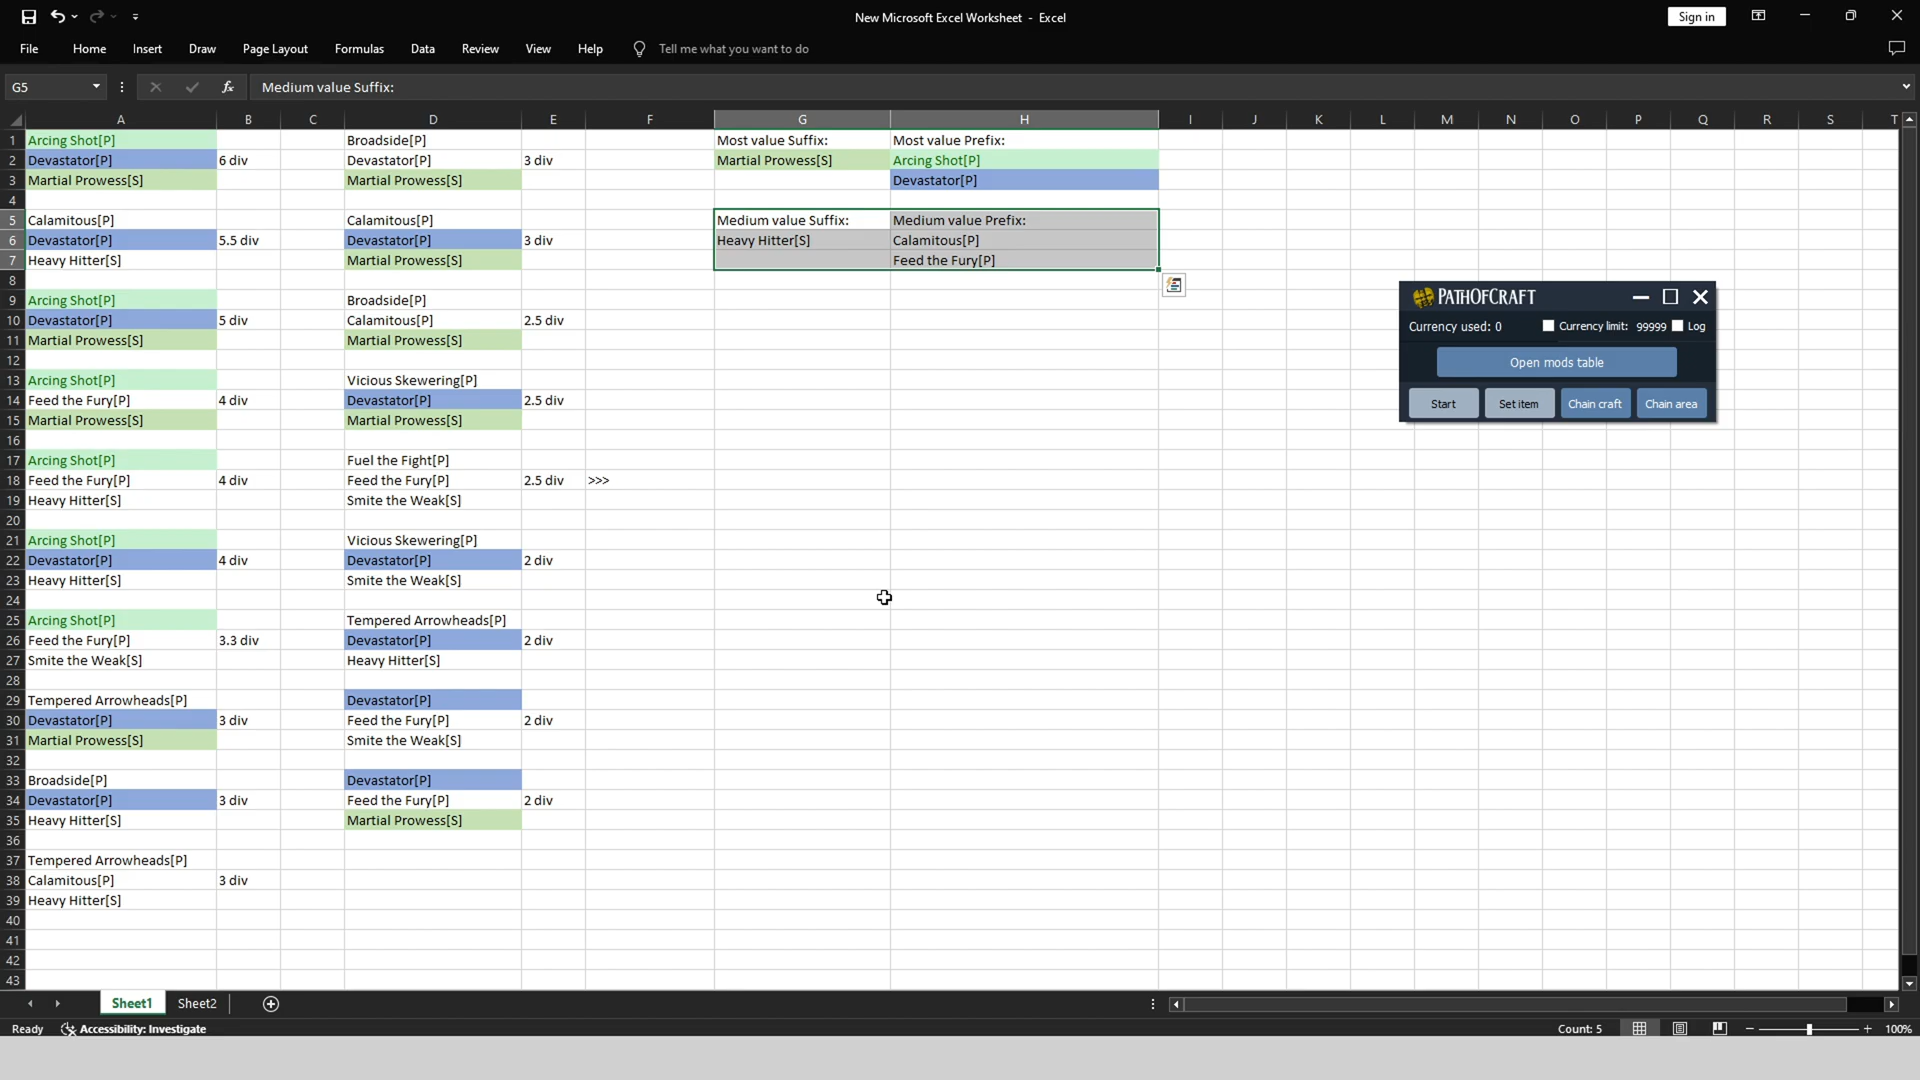 New Microsoft Excel Worksheet - Excel
Sign in
File Home Insert Draw Page Layout Formulas Data Review View Help Tell me what you want to do
G5 fx Medium value Suffix:
A B C D E F G H I J K L M N O P Q R S T
1 Arcing Shot[P] Broadside[P] Most value Suffix: Most value Prefix:
2 Devastator[P] 6 div Devastator[P] 3 div Martial Prowess[S] Arcing Shot[P]
3 Martial Prowess[S] Martial Prowess[S] Devastator[P]
4
5 Calamitous[P] Calamitous[P] Medium value Suffix: Medium value Prefix:
6 Devastator[P] 5.5 div Devastator[P] 3 div Heavy Hitter[S] Calamitous[P]
7 Heavy Hitter[S] Martial Prowess[S] Feed the Fury[P]
8
9 Arcing Shot[P] Broadside[P]
10 Devastator[P] 5 div Calamitous[P] 2.5 div
11 Martial Prowess[S] Martial Prowess[S]
12
13 Arcing Shot[P] Vicious Skewering[P]
14 Feed the Fury[P] 4 div Devastator[P] 2.5 div
15 Martial Prowess[S] Martial Prowess[S]
16
17 Arcing Shot[P] Fuel the Fight[P]
18 Feed the Fury[P] 4 div Feed the Fury[P] 2.5 div >>>
19 Heavy Hitter[S] Smite the Weak[S]
20
21 Arcing Shot[P] Vicious Skewering[P]
22 Devastator[P] 4 div Devastator[P] 2 div
23 Heavy Hitter[S] Smite the Weak[S]
24
25 Arcing Shot[P] Tempered Arrowheads[P]
26 Feed the Fury[P] 3.3 div Devastator[P] 2 div
27 Smite the Weak[S] Heavy Hitter[S]
28
29 Tempered Arrowheads[P] Devastator[P]
30 Devastator[P] 3 div Feed the Fury[P] 2 div
31 Martial Prowess[S] Smite the Weak[S]
32
33 Broadside[P] Devastator[P]
34 Devastator[P] 3 div Feed the Fury[P] 2 div
35 Heavy Hitter[S] Martial Prowess[S]
36
37 Tempered Arrowheads[P]
38 Calamitous[P] 3 div
39 Heavy Hitter[S]
40
41
42
43
PATHOFCRAFT
Currency used: 0 Currency limit: 99999 Log
Open mods table
Start Set item Chain craft Chain area
Sheet1 Sheet2
Ready Accessibility: Investigate Count: 5 100%